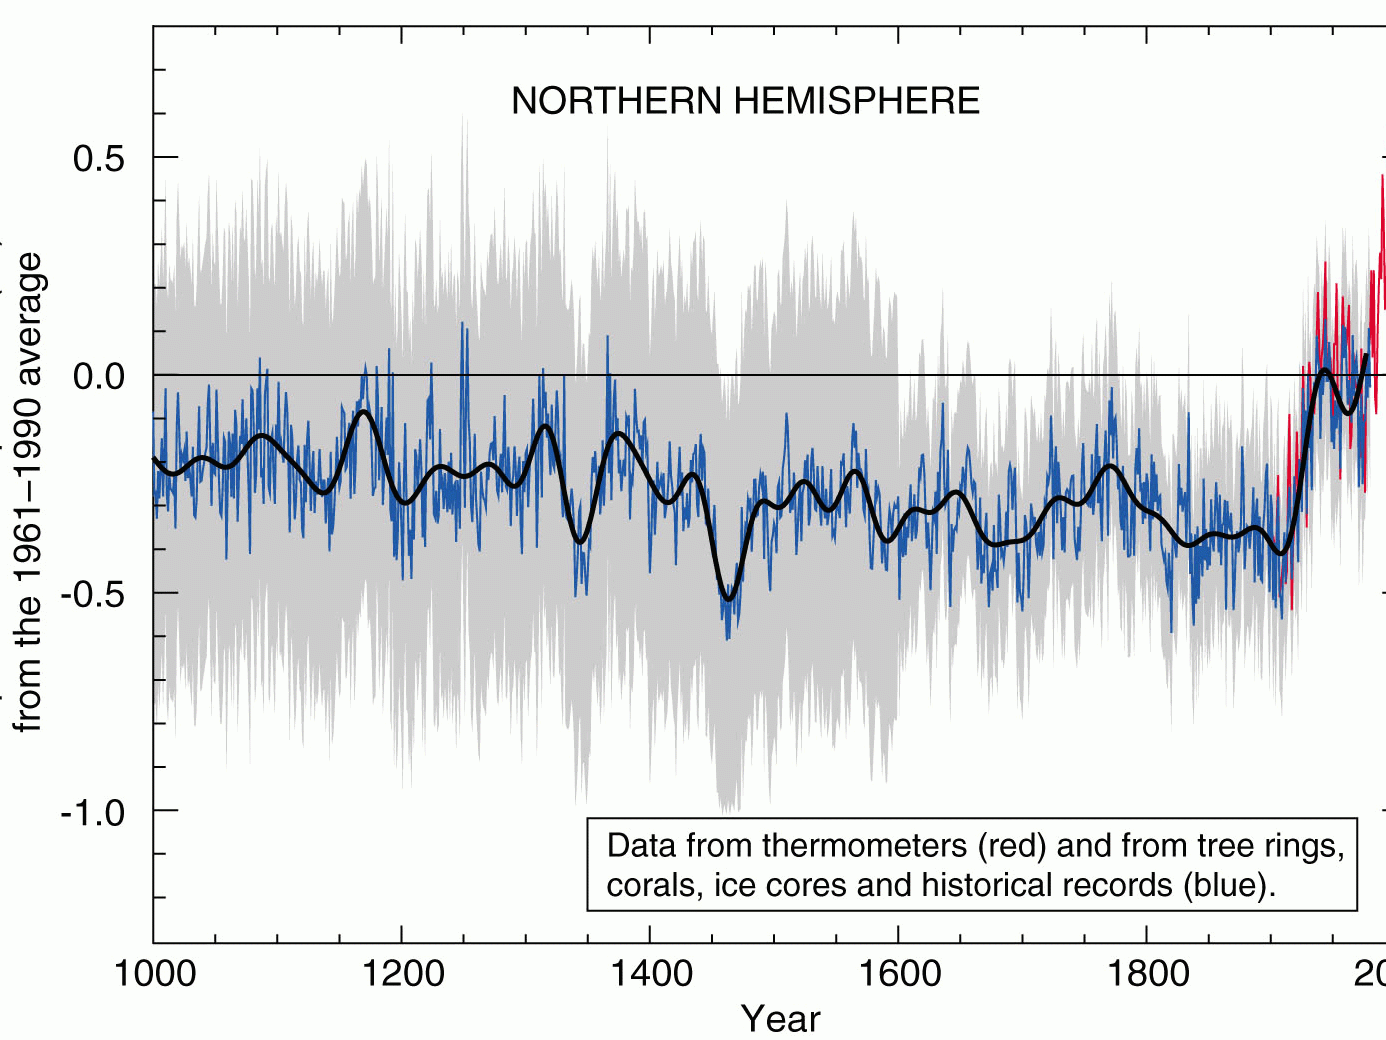 NORTHERN HEMISPHERE
from the 1961–1990 average
0.5
0.0
-0.5
-1.0
Data from thermometers (red) and from tree rings,
corals, ice cores and historical records (blue).
1000 1200 1400 1600 1800 20
Year